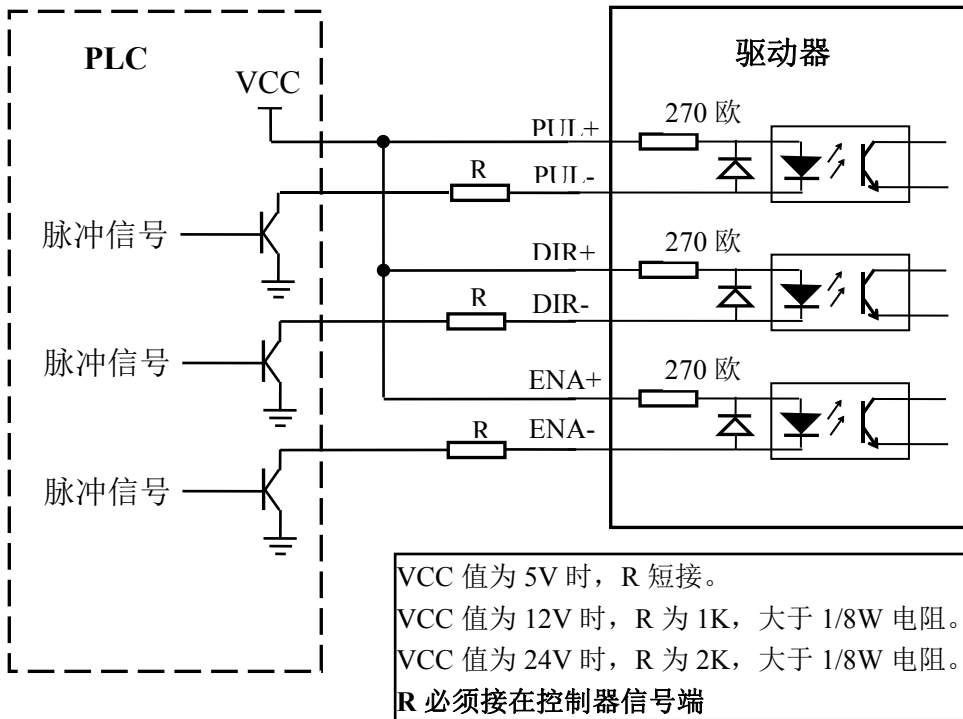 PLC
驱动器
VCC
270 欧
PUL+
R
PUL-
脉冲信号
270 欧
DIR+
R
DIR-
脉冲信号
270 欧
ENA+
R
ENA-
脉冲信号
VCC 值为 5V 时，R 短接。
VCC 值为 12V 时，R 为 1K，大于 1/8W 电阻。
VCC 值为 24V 时，R 为 2K，大于 1/8W 电阻。
R 必须接在控制器信号端